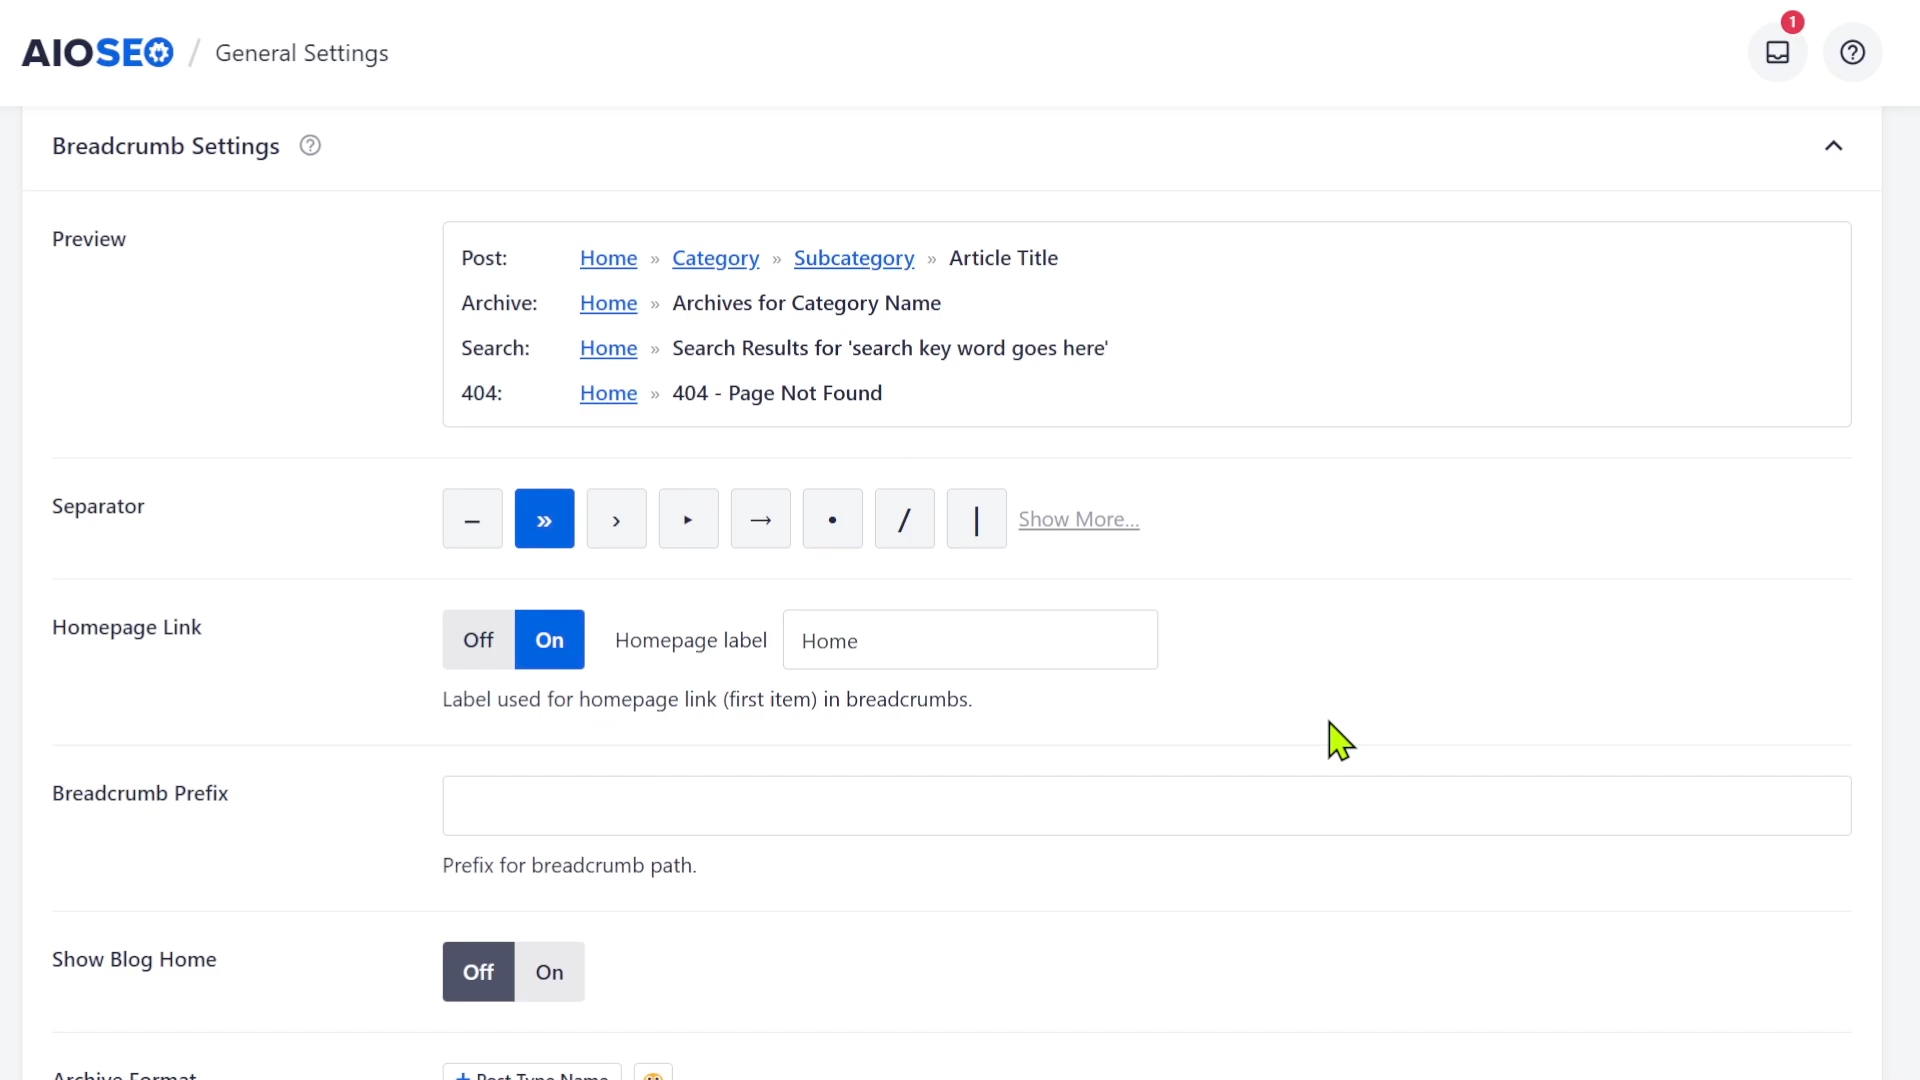 AIOSEO / General Settings
1
Breadcrumb Settings
Preview
Post: Home » Category » Subcategory » Article Title
Archive: Home » Archives for Category Name
Search: Home » Search Results for 'search key word goes here'
404: Home » 404 - Page Not Found
Separator
– » › ▸ → • / | Show More...
Homepage Link
Off On Homepage label Home
Label used for homepage link (first item) in breadcrumbs.
Breadcrumb Prefix
Prefix for breadcrumb path.
Show Blog Home
Off On
Archive Format
+ Post Type Name